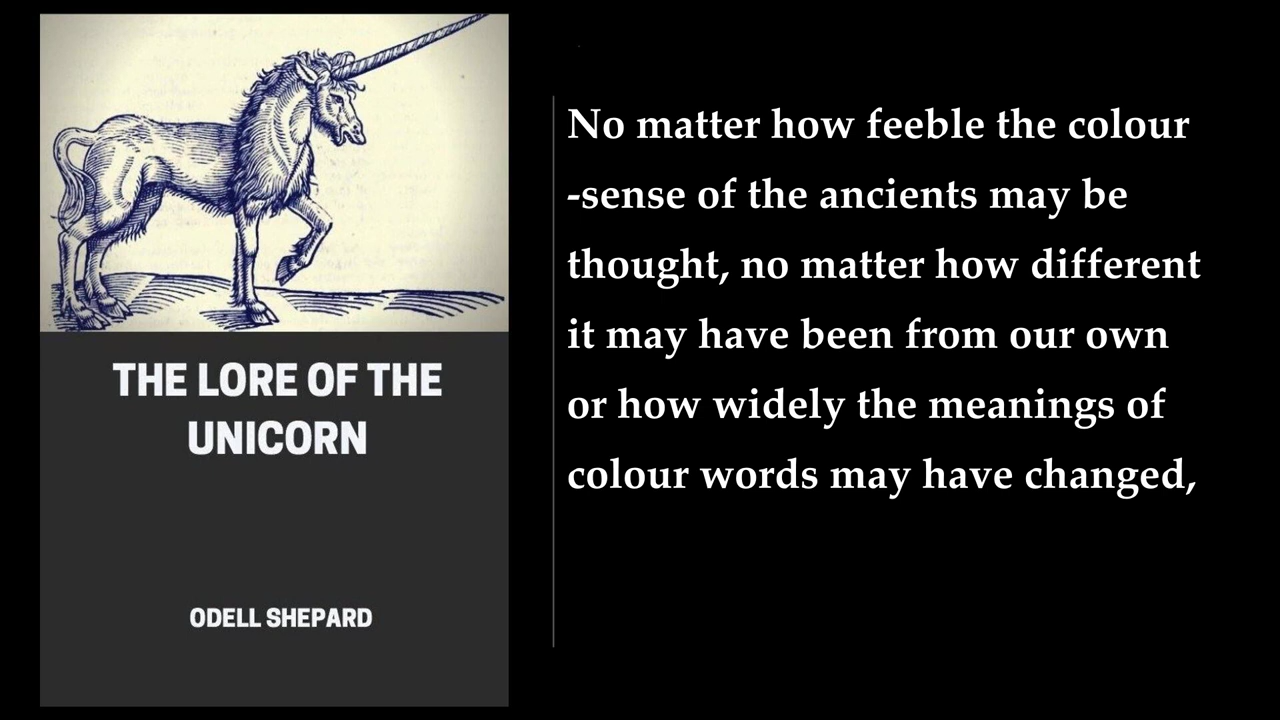 THE LORE OF THE
UNICORN
ODELL SHEPARD
No matter how feeble the colour
-sense of the ancients may be
thought, no matter how different
it may have been from our own
or how widely the meanings of
colour words may have changed,